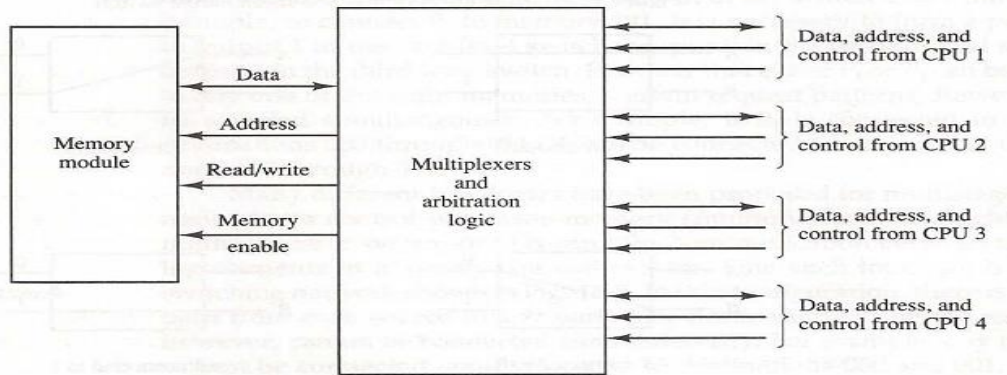 Memory
module
Data
Address
Read/write
Memory
enable
Multiplexers
and
arbitration
logic
Data, address, and
control from CPU 1
Data, address, and
control from CPU 2
Data, address, and
control from CPU 3
Data, address, and
control from CPU 4